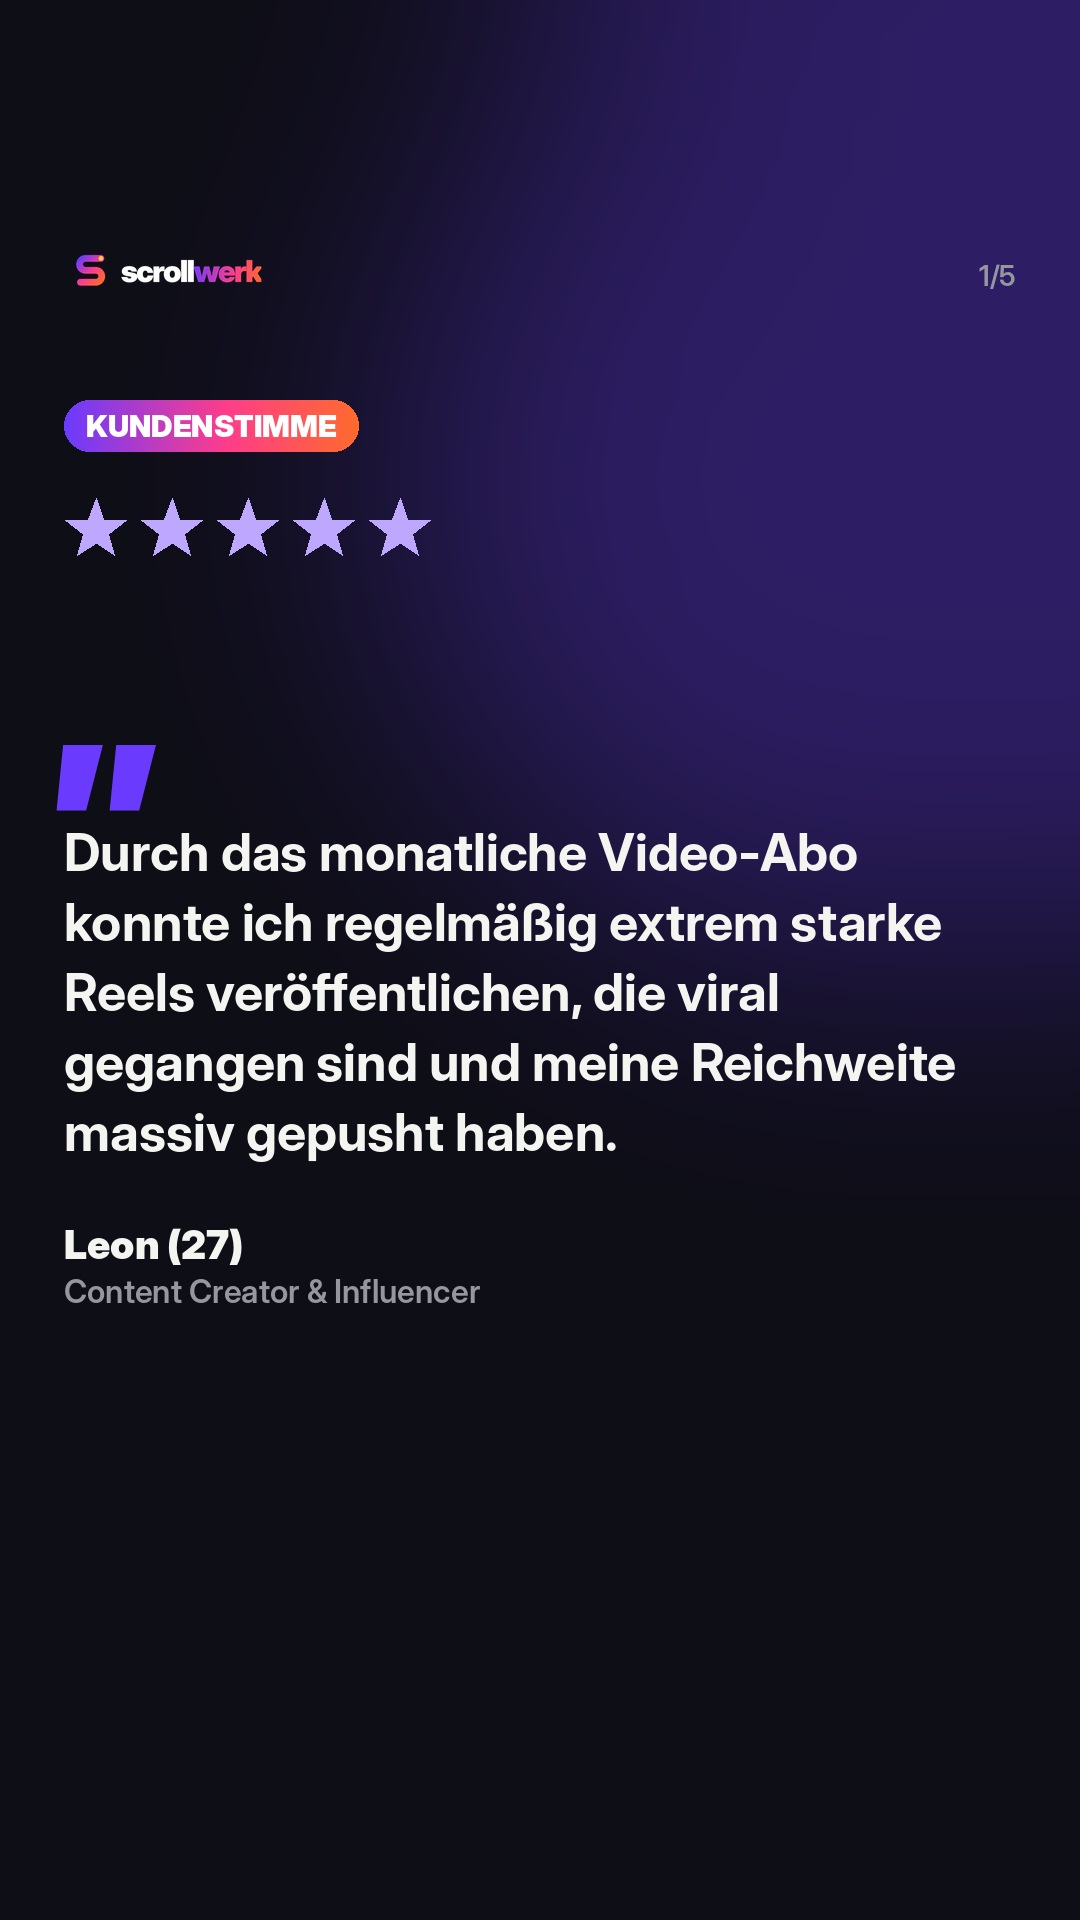 scrollwerk
1/5
KUNDENSTIMME
"
Durch das monatliche Video-Abo
konnte ich regelmäßig extrem starke
Reels veröffentlichen, die viral
gegangen sind und meine Reichweite
massiv gepusht haben.
Leon (27)
Content Creator & Influencer